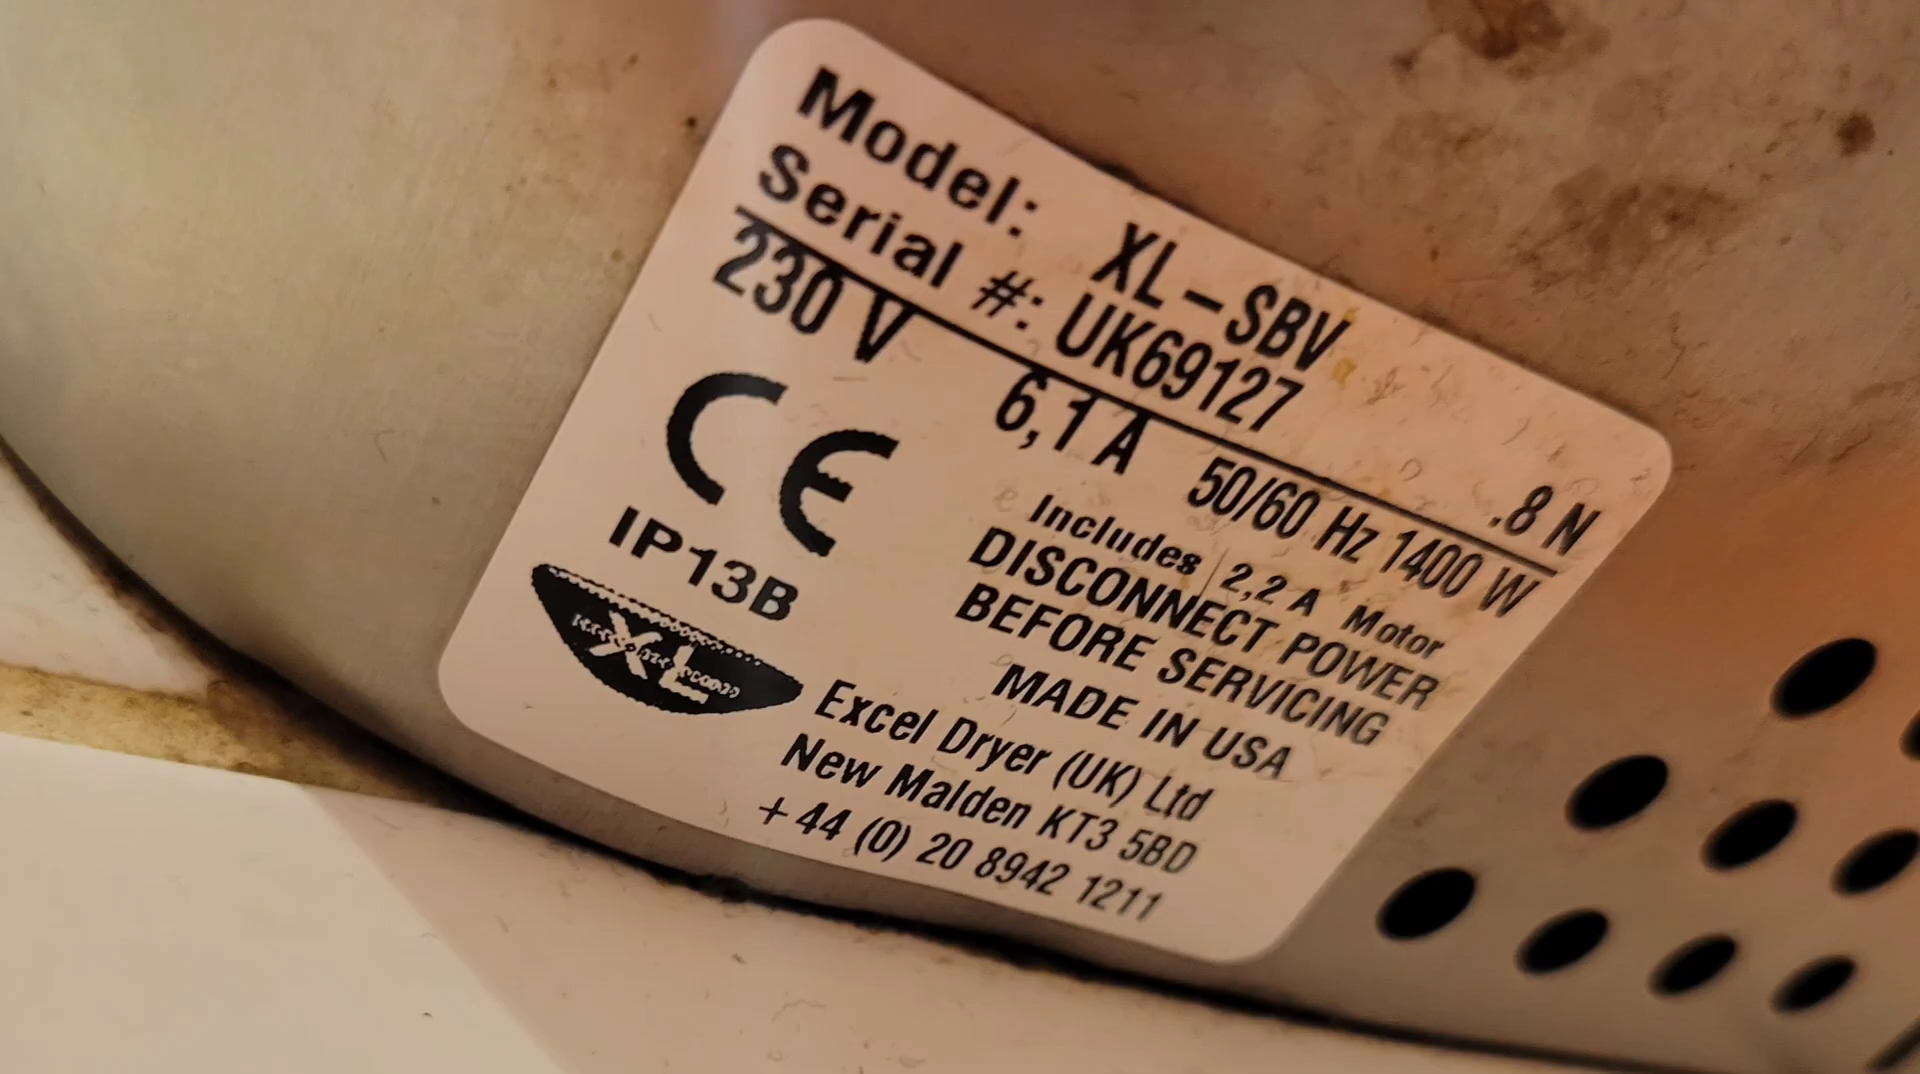 Model: XL-SBV
Serial #: UK69127 .8 N
230 V 6,1 A 50/60 Hz 1400 W
CE
Includes 2,2 A Motor
DISCONNECT POWER
BEFORE SERVICING
IP13B
MADE IN USA
XL
Excel Dryer (UK) Ltd
New Malden KT3 5BD
+44 (0) 20 8942 1211